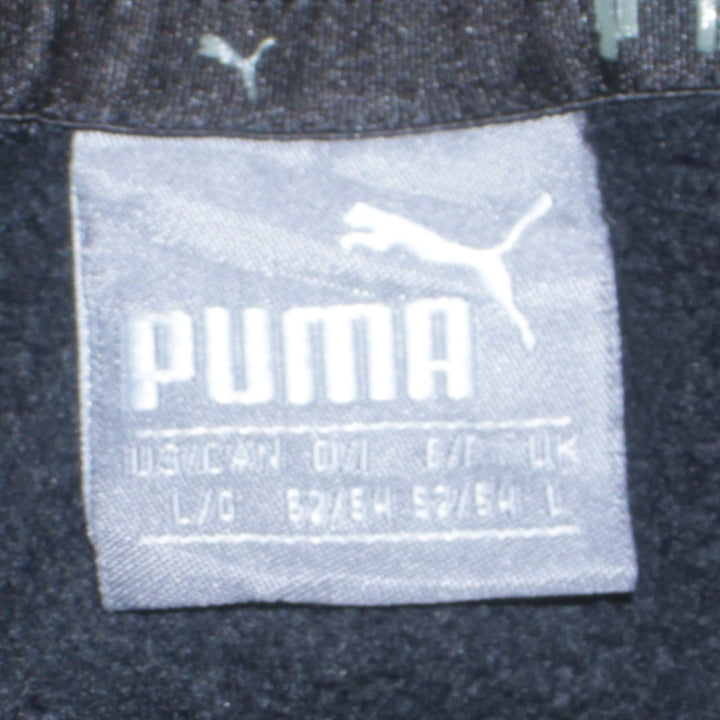 PUMA
US/CAN D/I E/F UK
L/G 52/54 52/54 L